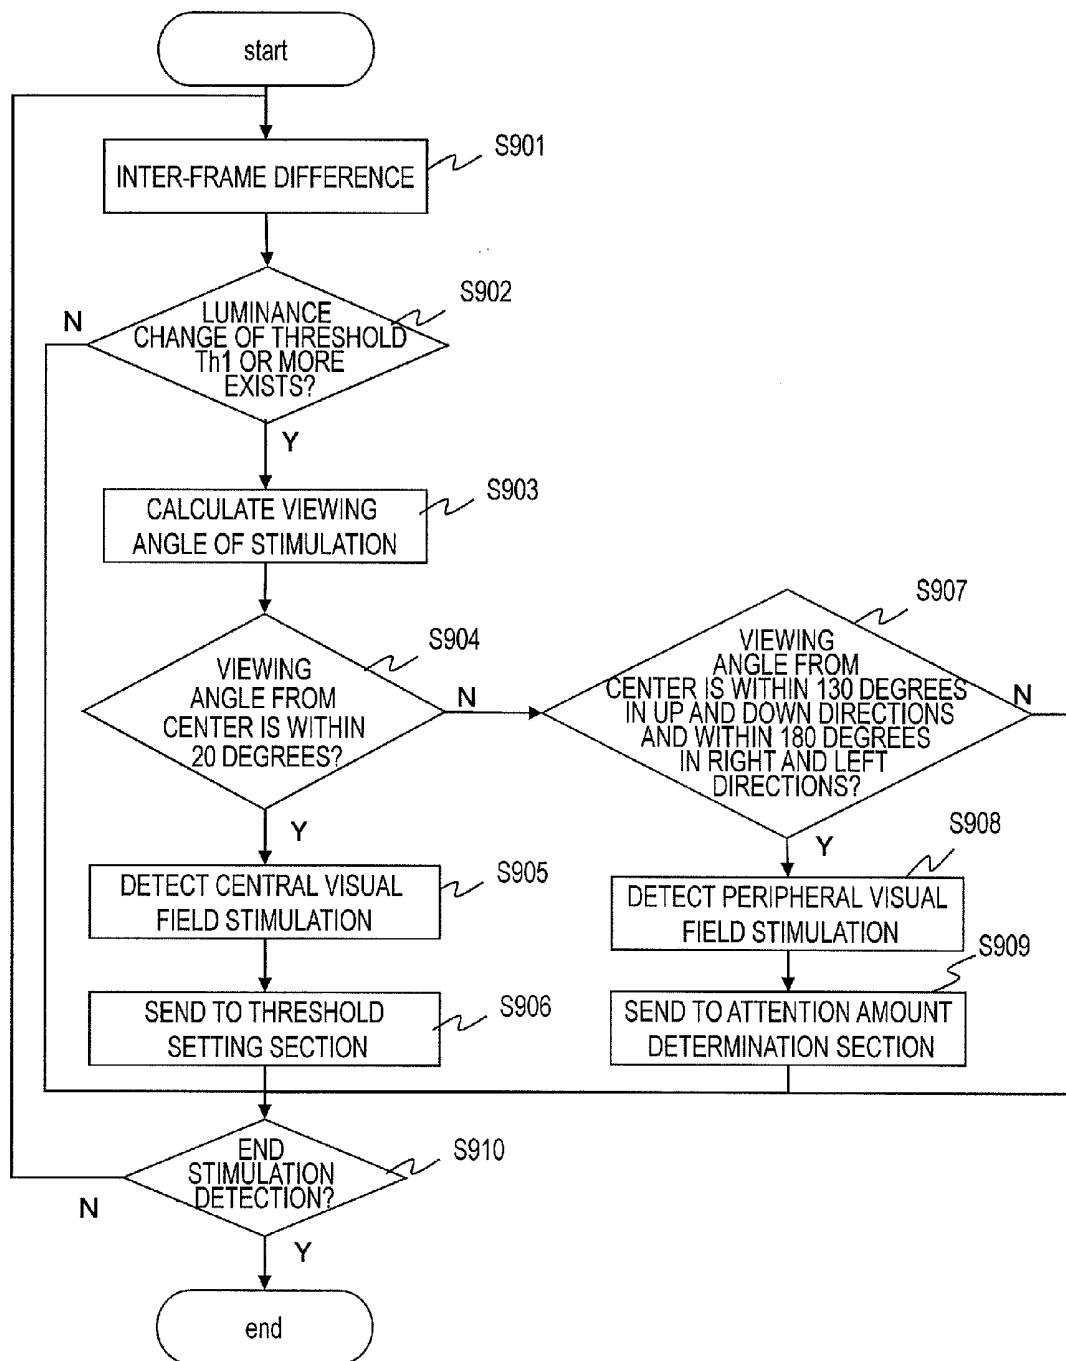 start
S901
INTER-FRAME DIFFERENCE
S902
N
LUMINANCE
CHANGE OF THRESHOLD
Th1 OR MORE
EXISTS?
Y
S903
CALCULATE VIEWING
ANGLE OF STIMULATION
S904
VIEWING
ANGLE FROM
CENTER IS WITHIN
20 DEGREES?
N
Y
S907
VIEWING
ANGLE FROM
CENTER IS WITHIN 130 DEGREES
IN UP AND DOWN DIRECTIONS
AND WITHIN 180 DEGREES
IN RIGHT AND LEFT
DIRECTIONS?
N
Y
S905
DETECT CENTRAL VISUAL
FIELD STIMULATION
S908
DETECT PERIPHERAL VISUAL
FIELD STIMULATION
S906
SEND TO THRESHOLD
SETTING SECTION
S909
SEND TO ATTENTION AMOUNT
DETERMINATION SECTION
S910
END
STIMULATION
DETECTION?
N
Y
end